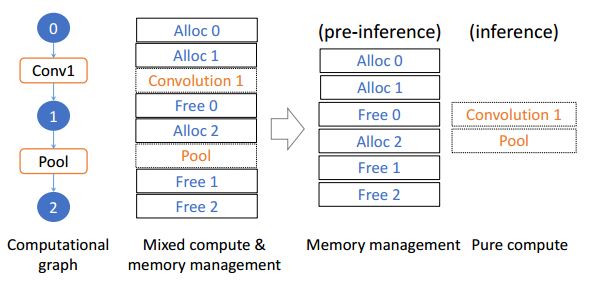 0
Conv1
1
Pool
2
Computational
graph
Alloc 0
Alloc 1
Convolution 1
Free 0
Alloc 2
Pool
Free 1
Free 2
Mixed compute &
memory management
(pre-inference)
Alloc 0
Alloc 1
Free 0
Alloc 2
Free 1
Free 2
Memory management
(inference)
Convolution 1
Pool
Pure compute